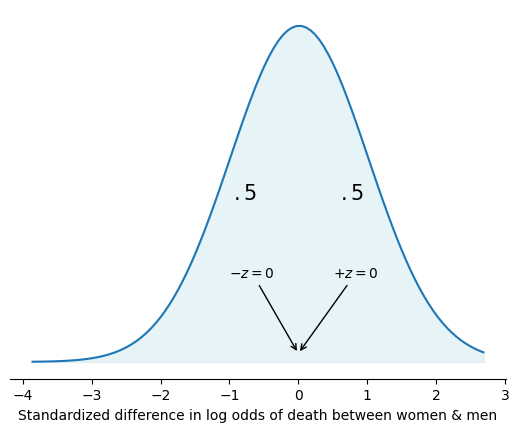 .5 .5
−z = 0 +z = 0
−4 −3 −2 −1 0 1 2 3
Standardized difference in log odds of death between women & men